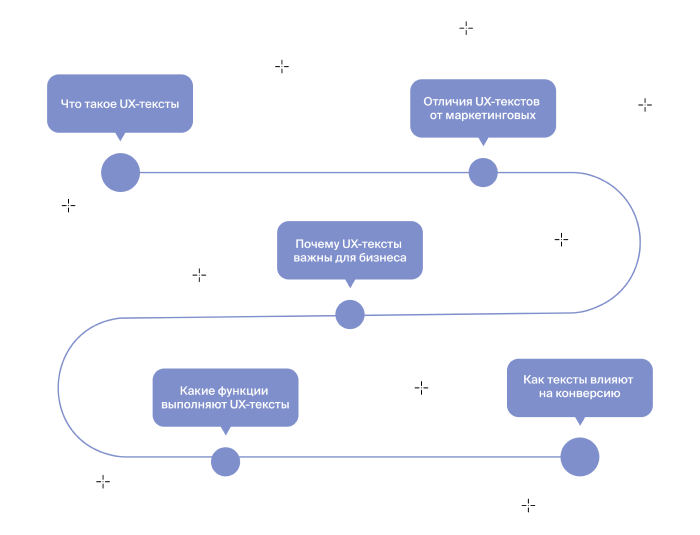 Что такое UX-тексты
Отличия UX-текстов
от маркетинговых
Почему UX-тексты
важны для бизнеса
Какие функции
выполняют UX-тексты
Как тексты влияют
на конверсию